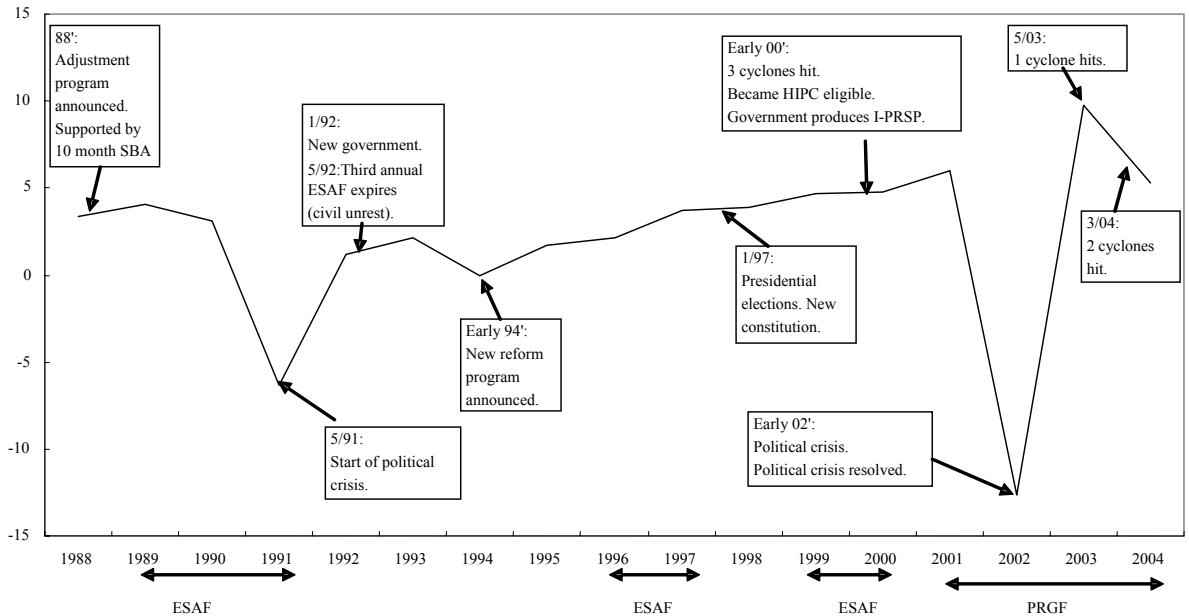 15
10
5
0
-5
-10
-15
88':
Adjustment
program
announced.
Supported by
10 month SBA
1/92:
New government.
5/92:Third annual
ESAF expires
(civil unrest).
5/91:
Start of political
crisis.
Early 94':
New reform
program
announced.
Early 00':
3 cyclones hit.
Became HIPC eligible.
Government produces I-PRSP.
1/97:
Presidential
elections. New
constitution.
Early 02':
Political crisis.
Political crisis resolved.
5/03:
1 cyclone hits.
3/04:
2 cyclones
hit.
1988 1989 1990 1991 1992 1993 1994 1995 1996 1997 1998 1999 2000 2001 2002 2003 2004
ESAF ESAF ESAF PRGF